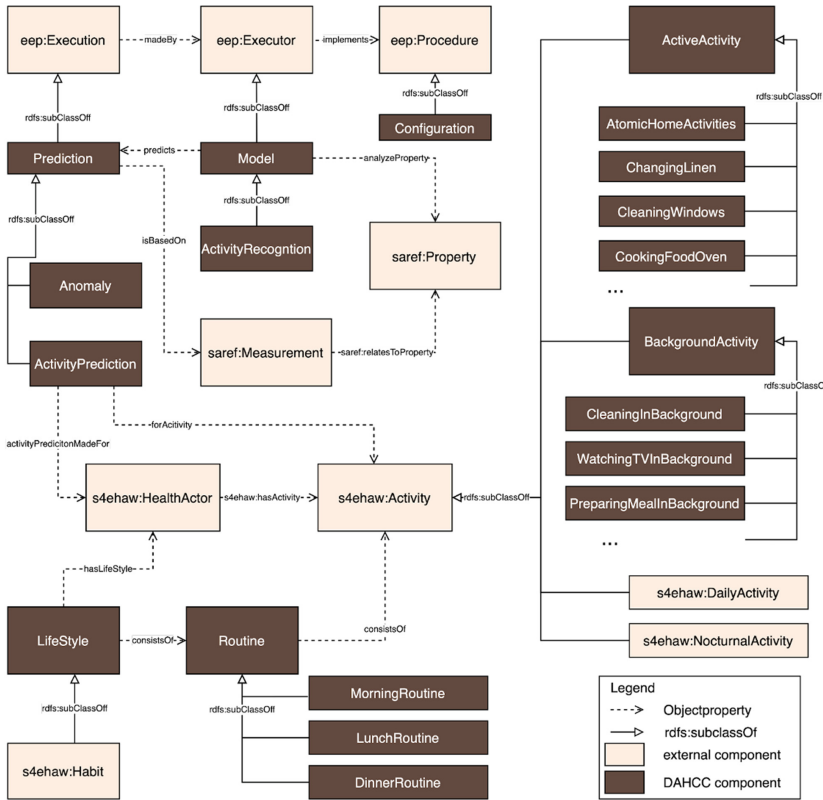 eep:Execution
madeBy
eep:Executor
implements
eep:Procedure
rdfs:subClassOff
rdfs:subClassOff
rdfs:subClassOff
Configuration
Prediction
predicts
Model
analyzeProperty
rdfs:subClassOff
rdfs:subClassOff
isBasedOn
ActivityRecogntion
saref:Property
Anomaly
saref:Measurement
saref:relatesToProperty
ActivityPrediction
activityPredicitonMadeFor
forAcitivity
s4ehaw:HealthActor
s4ehaw:hasActivity
s4ehaw:Activity
rdfs:subClassOff
hasLifeStyle
LifeStyle
consistsOf
Routine
consistsOf
rdfs:subClassOff
rdfs:subClassOff
s4ehaw:Habit
MorningRoutine
LunchRoutine
DinnerRoutine
ActiveActivity
rdfs:subClassOff
AtomicHomeActivities
ChangingLinen
CleaningWindows
CookingFoodOven
...
BackgroundActivity
rdfs:subClassO
CleaningInBackground
WatchingTVInBackground
PreparingMealInBackground
...
s4ehaw:DailyActivity
s4ehaw:NocturnalActivity
Legend
Objectproperty
rdfs:subclassOf
external component
DAHCC component